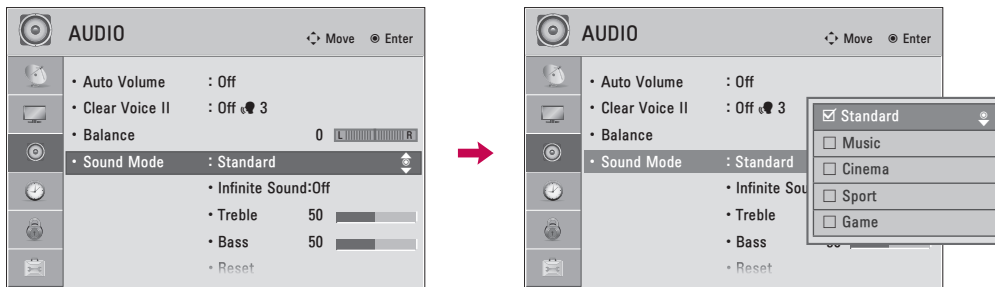 AUDIO
Move Enter
• Auto Volume : Off
• Clear Voice II : Off 3
• Balance 0 L R
• Sound Mode : Standard
• Infinite Sound:Off
• Treble 50
• Bass 50
• Reset
AUDIO
Move Enter
• Auto Volume : Off
• Clear Voice II : Off 3
• Balance
• Sound Mode : Standard
• Infinite Sou
• Treble
• Bass
• Reset
Standard
Music
Cinema
Sport
Game